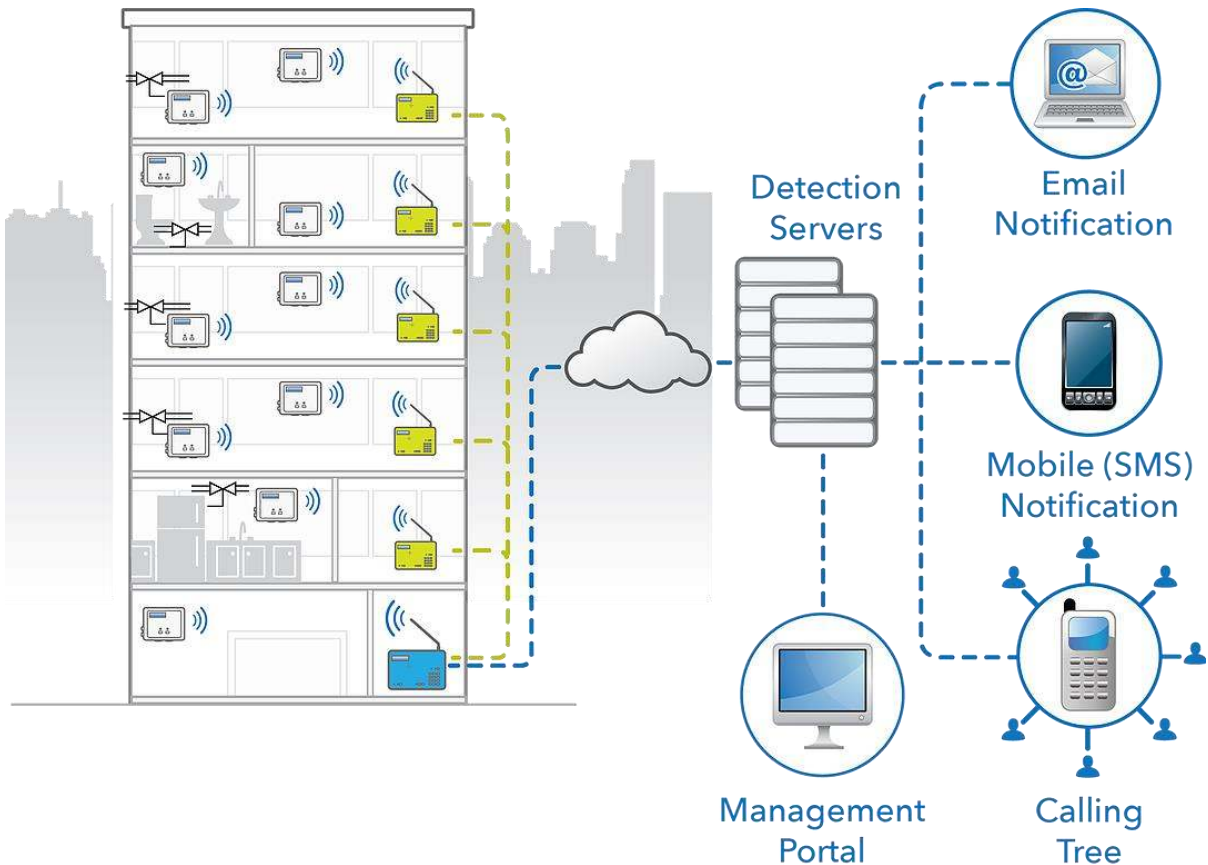 Detection
Servers
Email
Notification
@
Mobile (SMS)
Notification
Management
Portal
Calling
Tree